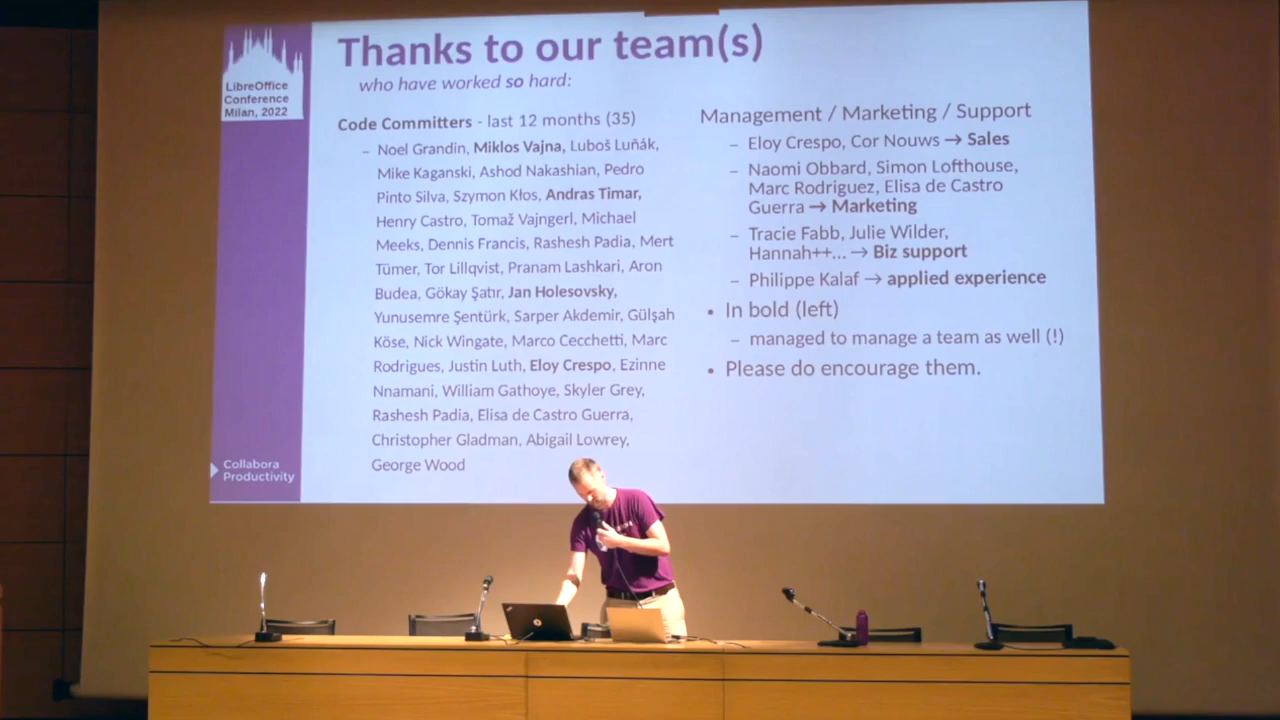 LibreOffice
Conference
Milan, 2022
Thanks to our team(s)
who have worked so hard:
Code Committers - last 12 months (35)
– Noel Grandin, Miklos Vajna, Luboš Luňák,
Mike Kaganski, Ashod Nakashian, Pedro
Pinto Silva, Szymon Kłos, Andras Timar,
Henry Castro, Tomaž Vajngerl, Michael
Meeks, Dennis Francis, Rashesh Padia, Mert
Tümer, Tor Lillqvist, Pranam Lashkari, Aron
Budea, Gökay Şatır, Jan Holesovsky,
Yunusemre Şentürk, Sarper Akdemir, Gülşah
Köse, Nick Wingate, Marco Cecchetti, Marc
Rodrigues, Justin Luth, Eloy Crespo, Ezinne
Nnamani, William Gathoye, Skyler Grey,
Rashesh Padia, Elisa de Castro Guerra,
Christopher Gladman, Abigail Lowrey,
George Wood
Management / Marketing / Support
– Eloy Crespo, Cor Nouws → Sales
– Naomi Obbard, Simon Lofthouse,
Marc Rodriguez, Elisa de Castro
Guerra → Marketing
– Tracie Fabb, Julie Wilder,
Hannah++... → Biz support
– Philippe Kalaf → applied experience
• In bold (left)
– managed to manage a team as well (!)
• Please do encourage them.
Collabora
Productivity